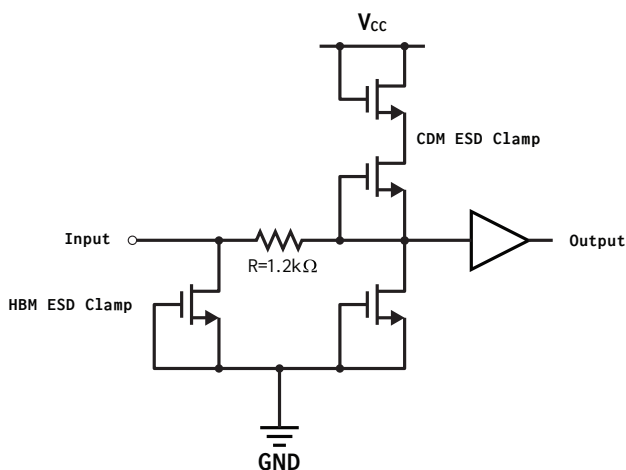 VCC
CDM ESD Clamp
Input
R=1.2kΩ
Output
HBM ESD Clamp
GND